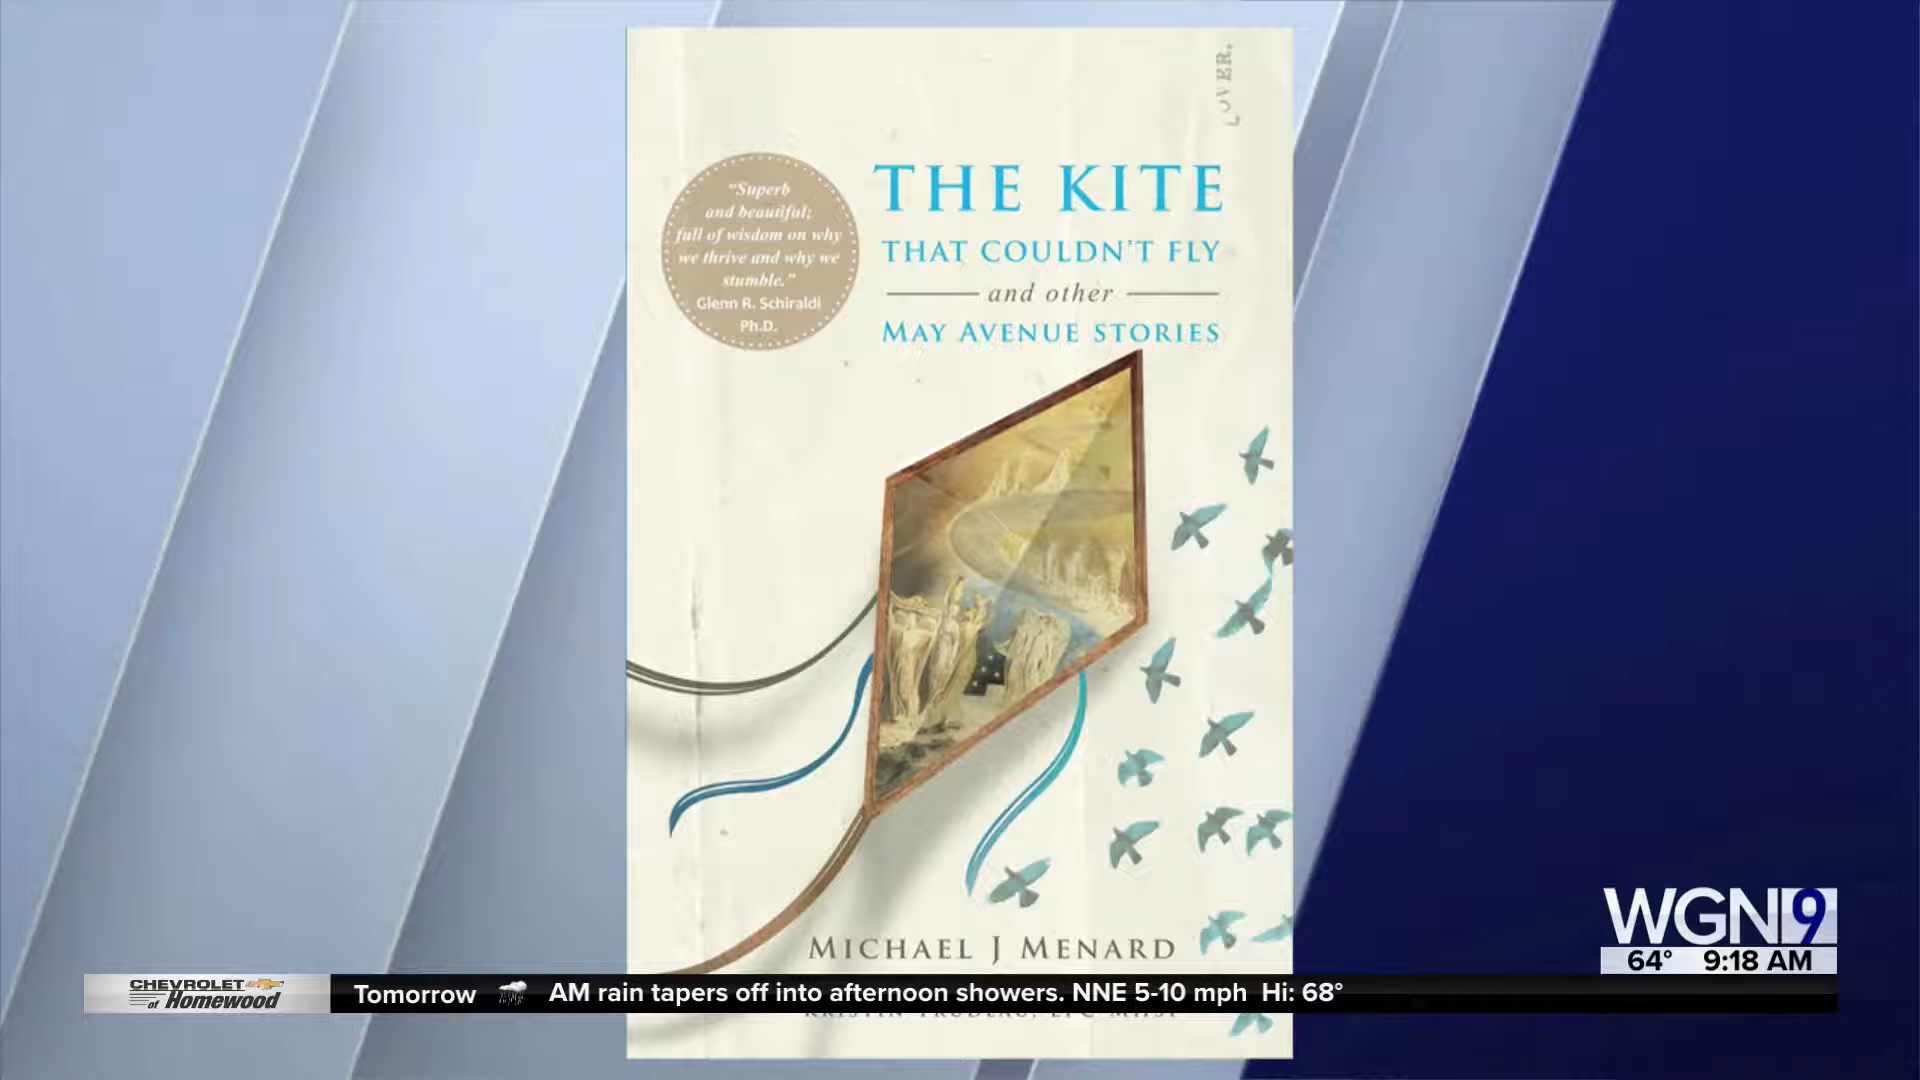 OVER.
THE KITE
THAT COULDN'T FLY
and other
MAY AVENUE STORIES
“Superb
and beautiful;
full of wisdom on why
we thrive and why we
stumble.”
Glenn R. Schiraldi
Ph.D.
MICHAEL J MENARD
WGN9
64° 9:18 AM
CHEVROLET
of Homewood
Tomorrow AM rain tapers off into afternoon showers. NNE 5-10 mph Hi: 68°